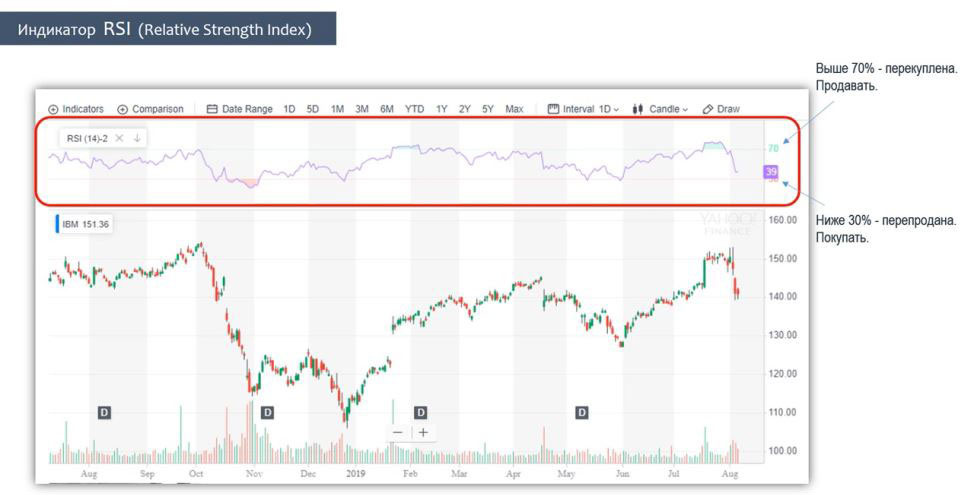 Индикатор RSI (Relative Strength Index)
Выше 70% - перекуплена.
Продавать.
Indicators Comparison Date Range 1D 5D 1M 3M 6M YTD 1Y 2Y 5Y Max Interval 1D Candle Draw
RSI (14)-2
70
39
IBM 151.36
YAHOO!
FINANCE
Ниже 30% - перепродана.
Покупать.
160.00
150.00
140.00
130.00
120.00
110.00
100.00
D D D D
Aug Sep Oct Nov Dec 2019 Feb Mar Apr May Jun Jul Aug